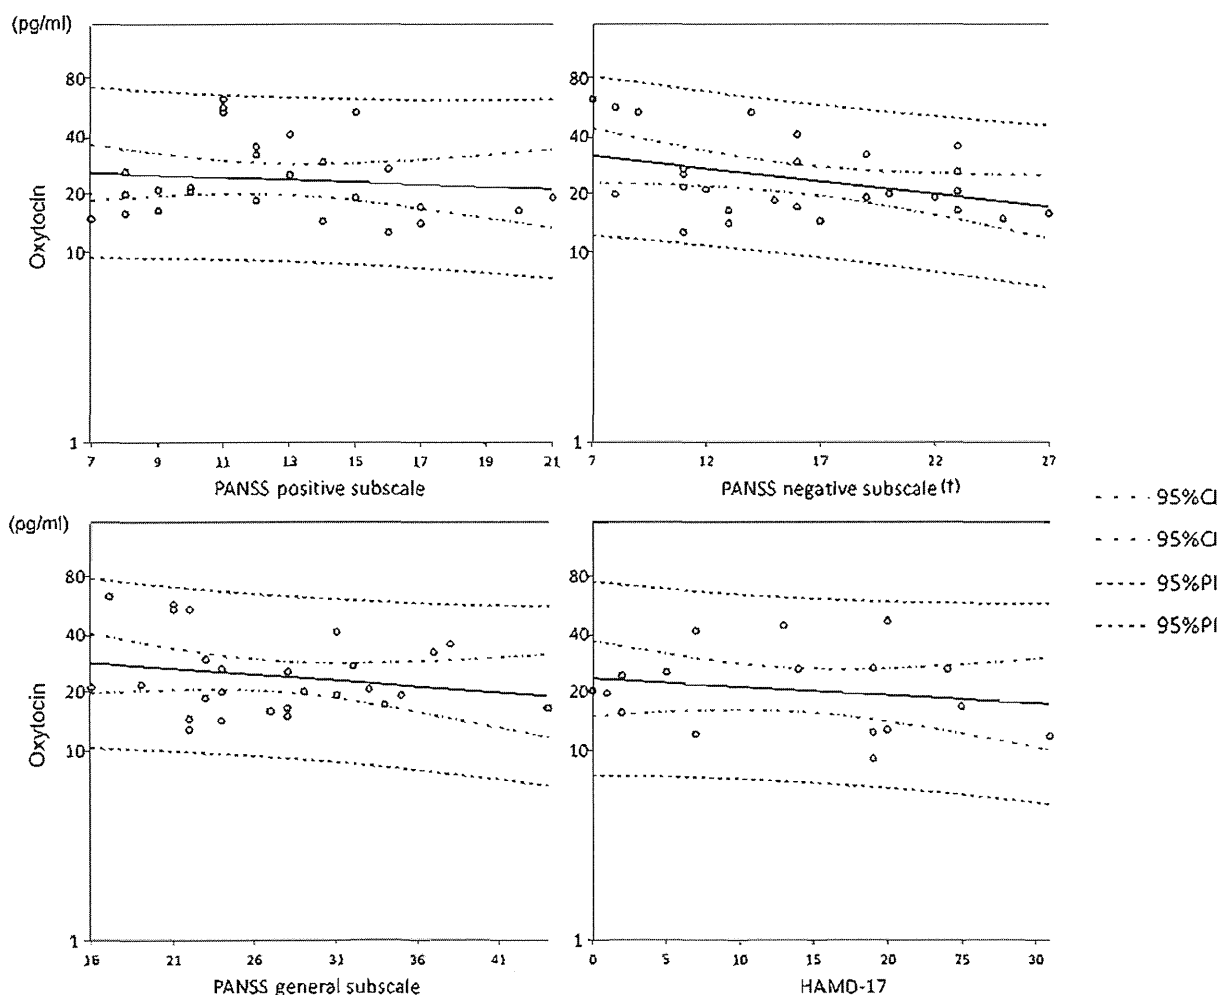 (pg/ml)
80
40
20
10
1
Oxytocin
7 9 11 13 15 17 19 21
PANSS positive subscale
80
40
20
10
1
7 12 17 22 27
PANSS negative subscale(†)
95%CI
95%CI
95%PI
95%PI
(pg/ml)
80
40
20
10
1
Oxytocin
16 21 26 31 36 41
PANSS general subscale
80
40
20
10
1
0 5 10 15 20 25 30
HAMD-17